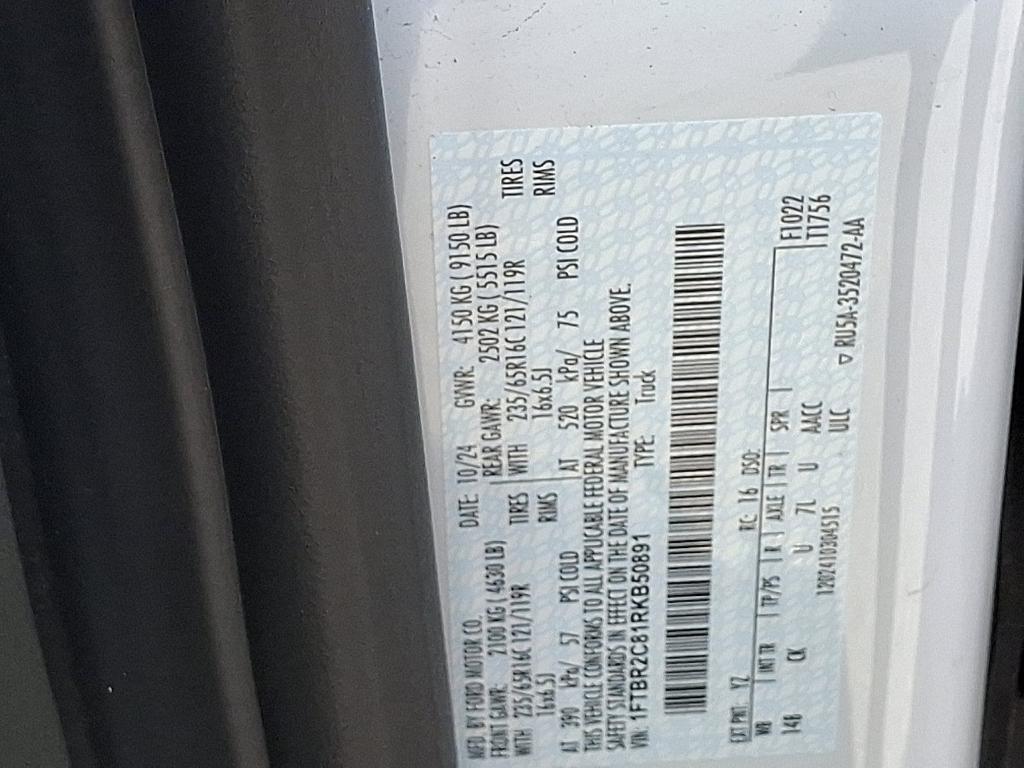 MFD. BY FORD MOTOR CO. DATE: 10/24 GVWR: 4150 KG ( 9150 LB)
FRONT GAWR: 2100 KG ( 4630 LB) REAR GAWR: 2502 KG ( 5515 LB)
WITH 235/65R16C 121/119R TIRES WITH 235/65R16C 121/119R TIRES
16x6.5J RIMS 16x6.5J RIMS
AT 390 kPa/ 57 PSI COLD AT 520 kPa/ 75 PSI COLD
THIS VEHICLE CONFORMS TO ALL APPLICABLE FEDERAL MOTOR VEHICLE
SAFETY STANDARDS IN EFFECT ON THE DATE OF MANUFACTURE SHOWN ABOVE.
VIN: 1FTBR2C81RKB50891 TYPE: Truck
EXT PNT: YZ RC: 16 DSO:
WB INT TR TP/PS R AXLE TR SPR F1022
148 CK U 7L U AACC T1756
1202410304515 ULC
▽ RU5A-3520472-AA